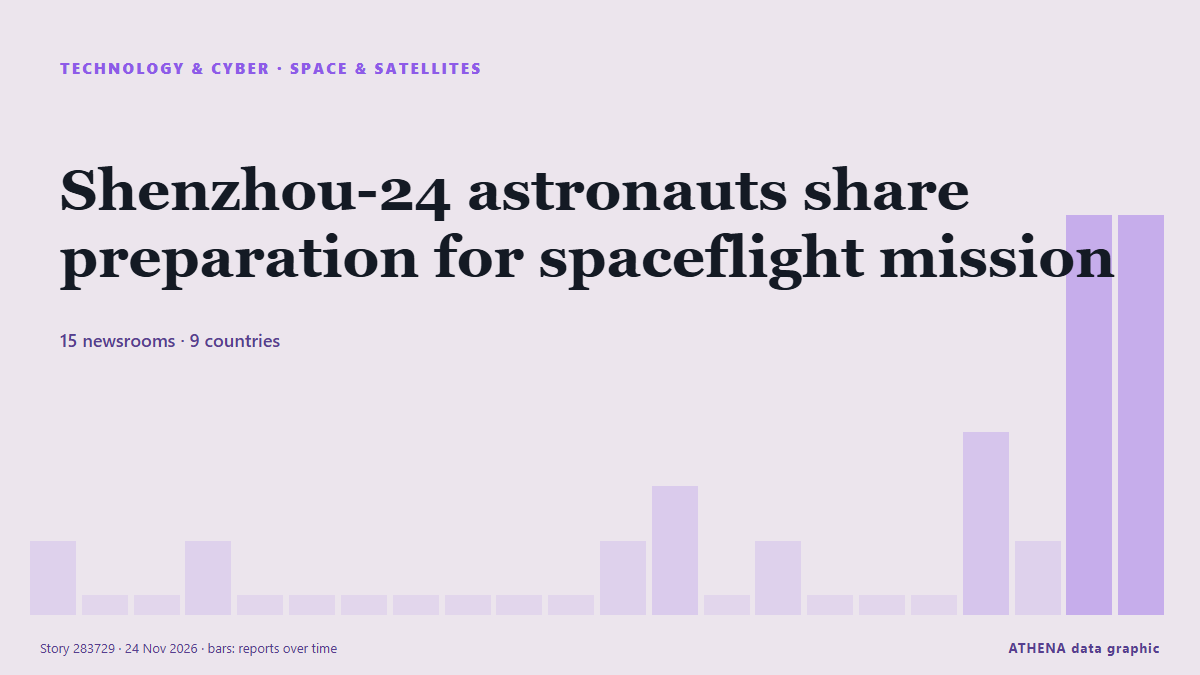 TECHNOLOGY & CYBER · SPACE & SATELLITES
Shenzhou-24 astronauts share
preparation for spaceflight mission
15 newsrooms · 9 countries
Story 283729 · 24 Nov 2026 · bars: reports over time
ATHENA data graphic